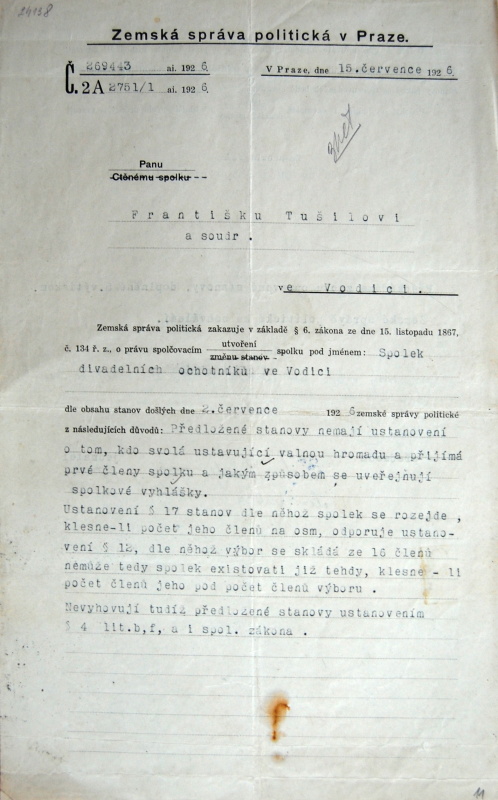 24138
Zemská správa politická v Praze.
Č. 269443 ai. 1926.
2A 2751/1 ai. 1926.
V Praze, dne 15.července 1926.
zpět
Panu
Ctěnému spolku --
Františku Tušilovi
a soudr.
ve Vodici.
Zemská správa politická zakazuje v základě § 6. zákona ze dne 15. listopadu 1867,
č. 134 ř. z., o právu spolčovacím utvoření
změnu stanov spolku pod jménem: Spolek
divadelních ochotníků ve Vodici
dle obsahu stanov došlých dne 2.července 1926 zemské správy politické
z následujících důvodů: Předložené stanovy nemají ustanovení
o tom, kdo svolá ustavující valnou hromadu a přijímá
prvé členy spolku a jakým způsobem se uveřejňují
spolkové vyhlášky.
Ustanovení § 17 stanov dle něhož spolek se rozejde ,
klesne-li počet jeho členů na osm, odporuje ustano-
vení § 12, dle něhož výbor se skládá ze 16 členů
nemůže tedy spolek existovati již tehdy, klesne - li
počet členů jeho pod počet členů výboru .
Nevyhovují tudíž předložené stanovy ustanovením
§ 4 lit.b,f, a i spol. zákona .